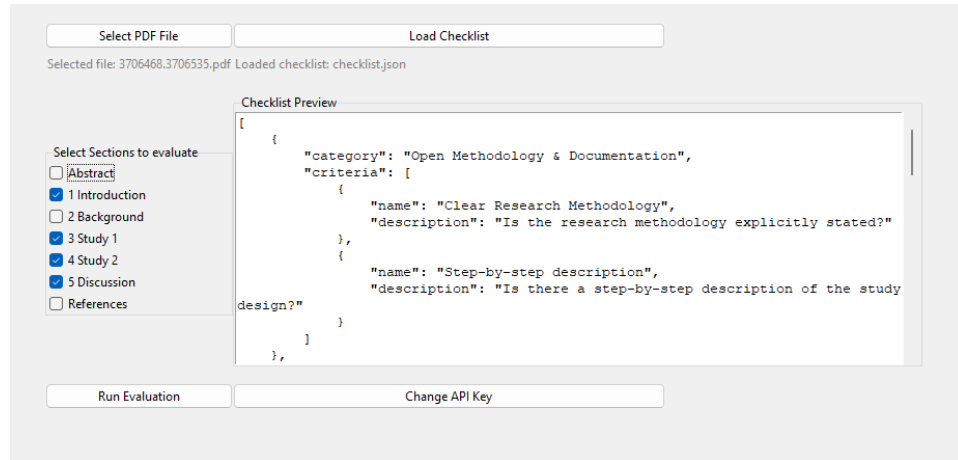 Select PDF File
Load Checklist
Selected file: 3706468.3706535.pdf
Loaded checklist: checklist.json
Select Sections to evaluate
Abstract
1 Introduction
2 Background
3 Study 1
4 Study 2
5 Discussion
References
Checklist Preview
[
    {
        "category": "Open Methodology & Documentation",
        "criteria": [
            {
                "name": "Clear Research Methodology",
                "description": "Is the research methodology explicitly stated?"
            },
            {
                "name": "Step-by-step description",
                "description": "Is there a step-by-step description of the study
design?"
            }
        ]
    },
Run Evaluation
Change API Key